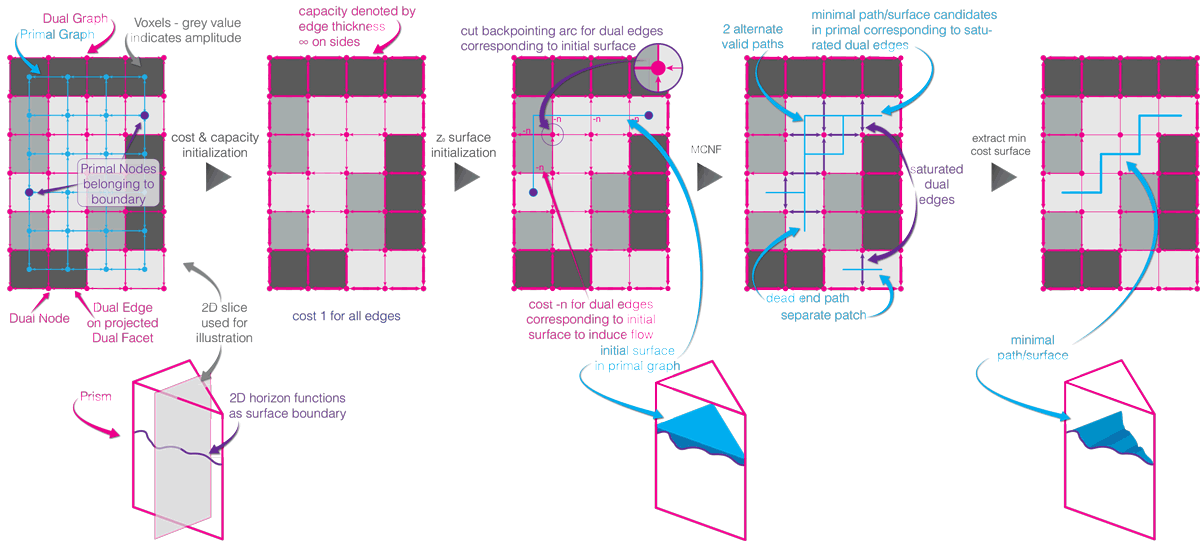 Dual Graph
Primal Graph
Voxels - grey value
indicates amplitude
capacity denoted by
edge thickness
∞ on sides
cut backpointing arc for dual edges
corresponding to initial surface
2 alternate
valid paths
minimal path/surface candidates
in primal corresponding to satu-
rated dual edges
cost & capacity
initialization
z₀ surface
initialization
MCNF
extract min
cost surface
Primal Nodes
belonging to
boundary
-n
-n
-n
-n
-n
saturated
dual
edges
Dual Node
Dual Edge
on projected
Dual Facet
2D slice
used for
illustration
cost 1 for all edges
cost -n for dual edges
corresponding to initial
surface to induce flow
initial surface
in primal graph
dead end path
separate patch
minimal
path/surface
Prism
2D horizon functions
as surface boundary